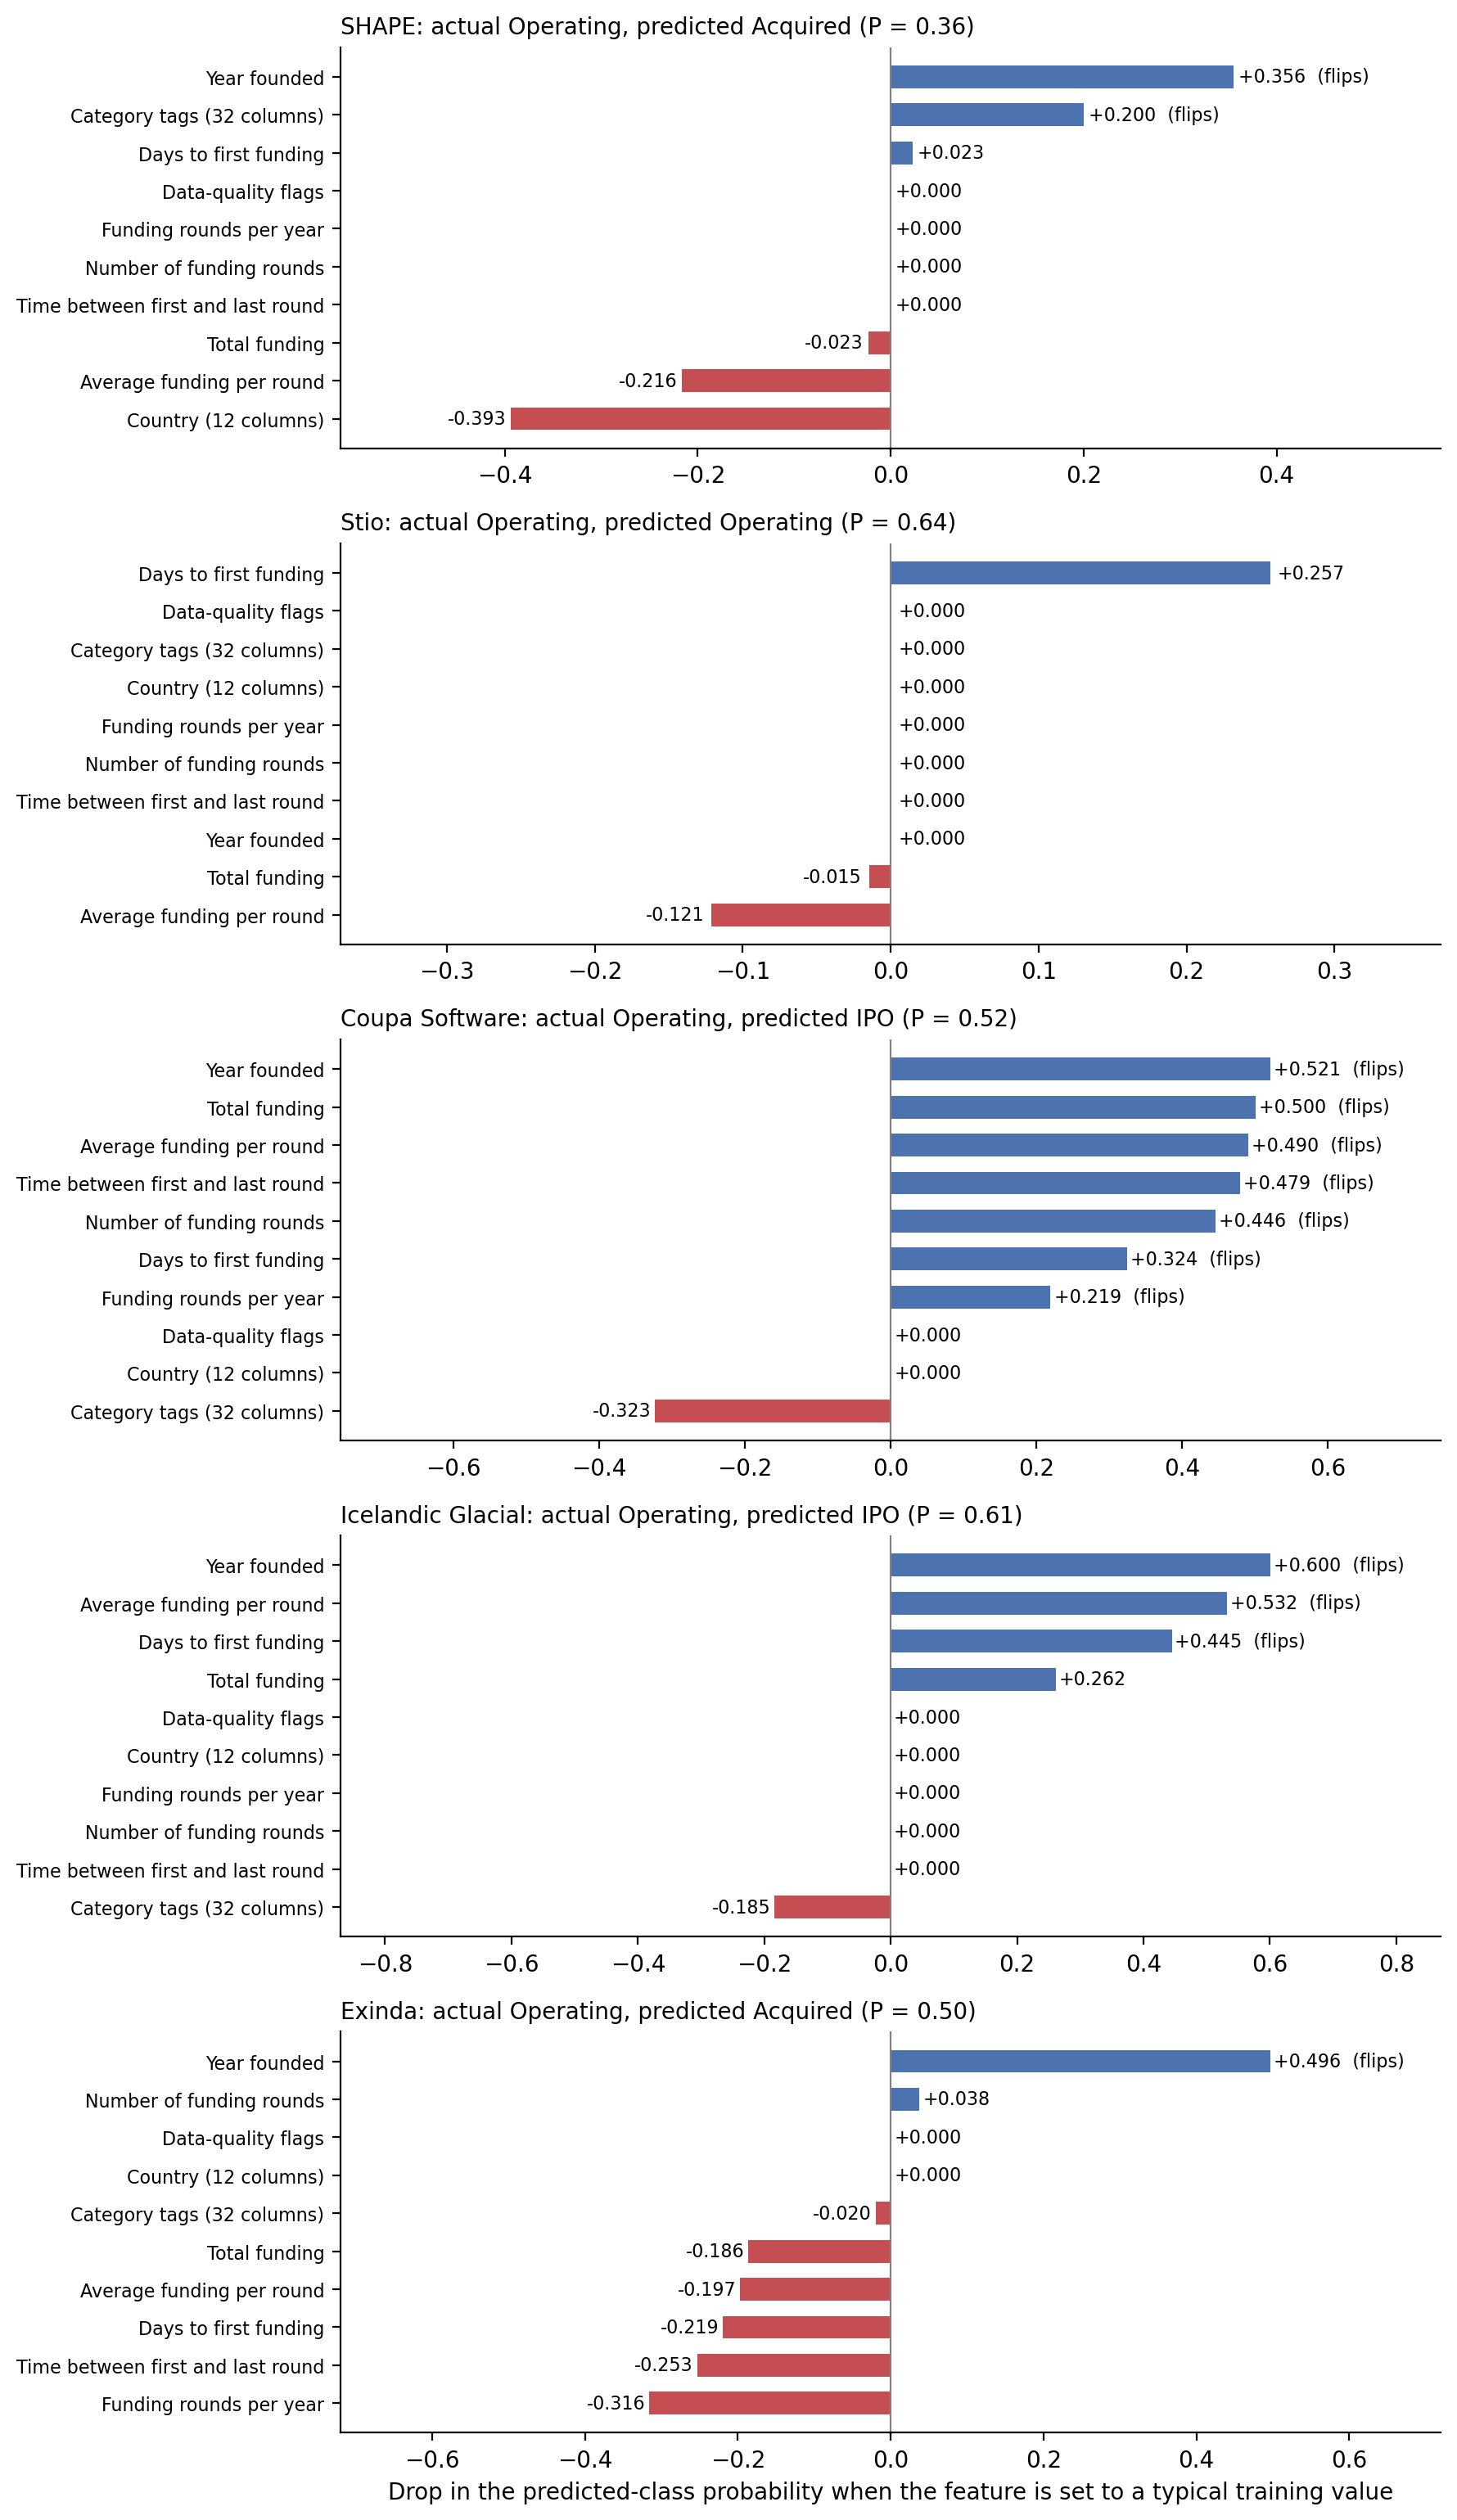 SHAPE: actual Operating, predicted Acquired (P = 0.36)
Year founded +0.356 (flips)
Category tags (32 columns) +0.200 (flips)
Days to first funding +0.023
Data-quality flags +0.000
Funding rounds per year +0.000
Number of funding rounds +0.000
Time between first and last round +0.000
Total funding -0.023
Average funding per round -0.216
Country (12 columns) -0.393
−0.4 −0.2 0.0 0.2 0.4
Stio: actual Operating, predicted Operating (P = 0.64)
Days to first funding +0.257
Data-quality flags +0.000
Category tags (32 columns) +0.000
Country (12 columns) +0.000
Funding rounds per year +0.000
Number of funding rounds +0.000
Time between first and last round +0.000
Year founded +0.000
Total funding -0.015
Average funding per round -0.121
−0.3 −0.2 −0.1 0.0 0.1 0.2 0.3
Coupa Software: actual Operating, predicted IPO (P = 0.52)
Year founded +0.521 (flips)
Total funding +0.500 (flips)
Average funding per round +0.490 (flips)
Time between first and last round +0.479 (flips)
Number of funding rounds +0.446 (flips)
Days to first funding +0.324 (flips)
Funding rounds per year +0.219 (flips)
Data-quality flags +0.000
Country (12 columns) +0.000
Category tags (32 columns) -0.323
−0.6 −0.4 −0.2 0.0 0.2 0.4 0.6
Icelandic Glacial: actual Operating, predicted IPO (P = 0.61)
Year founded +0.600 (flips)
Average funding per round +0.532 (flips)
Days to first funding +0.445 (flips)
Total funding +0.262
Data-quality flags +0.000
Country (12 columns) +0.000
Funding rounds per year +0.000
Number of funding rounds +0.000
Time between first and last round +0.000
Category tags (32 columns) -0.185
−0.8 −0.6 −0.4 −0.2 0.0 0.2 0.4 0.6 0.8
Exinda: actual Operating, predicted Acquired (P = 0.50)
Year founded +0.496 (flips)
Number of funding rounds +0.038
Data-quality flags +0.000
Country (12 columns) +0.000
Category tags (32 columns) -0.020
Total funding -0.186
Average funding per round -0.197
Days to first funding -0.219
Time between first and last round -0.253
Funding rounds per year -0.316
−0.6 −0.4 −0.2 0.0 0.2 0.4 0.6
Drop in the predicted-class probability when the feature is set to a typical training value